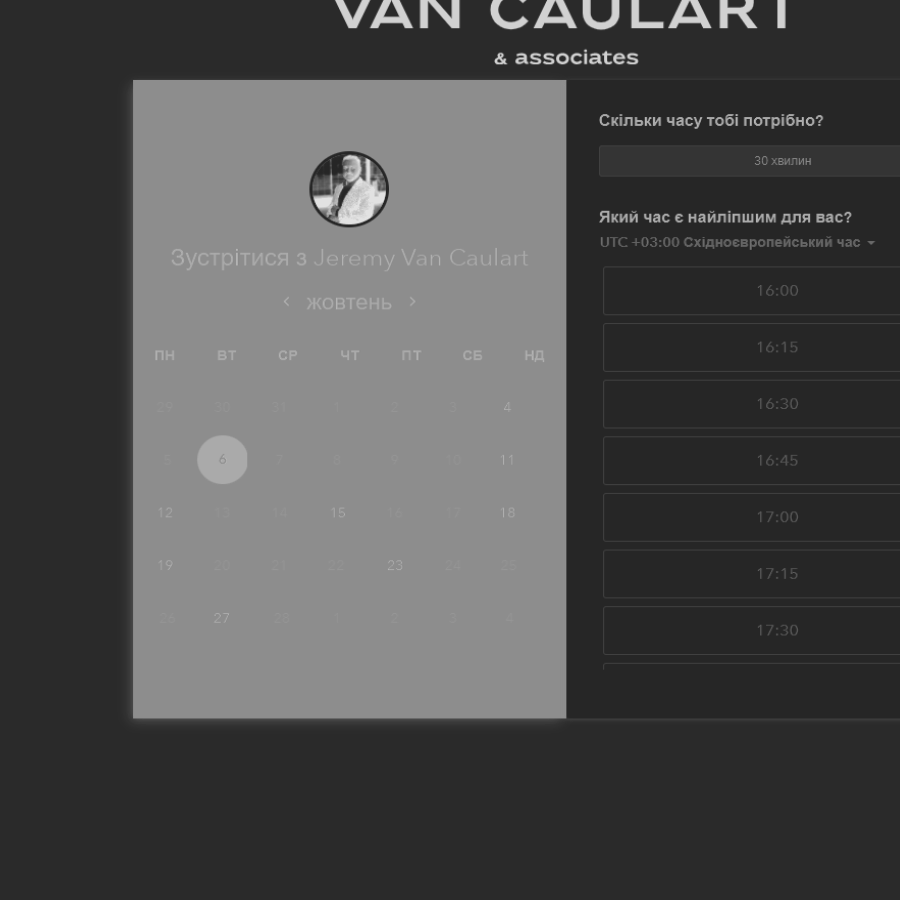 VAN CAULART
& associates
Зустрітися з Jeremy Van Caulart
жовтень
ПН ВТ СР ЧТ ПТ СБ НД
29 30 31 1 2 3 4
5 6 7 8 9 10 11
12 13 14 15 16 17 18
19 20 21 22 23 24 25
26 27 28 1 2 3 4
Скільки часу тобі потрібно?
30 хвилин
Який час є найліпшим для вас?
UTC +03:00 Східноєвропейський час
16:00
16:15
16:30
16:45
17:00
17:15
17:30